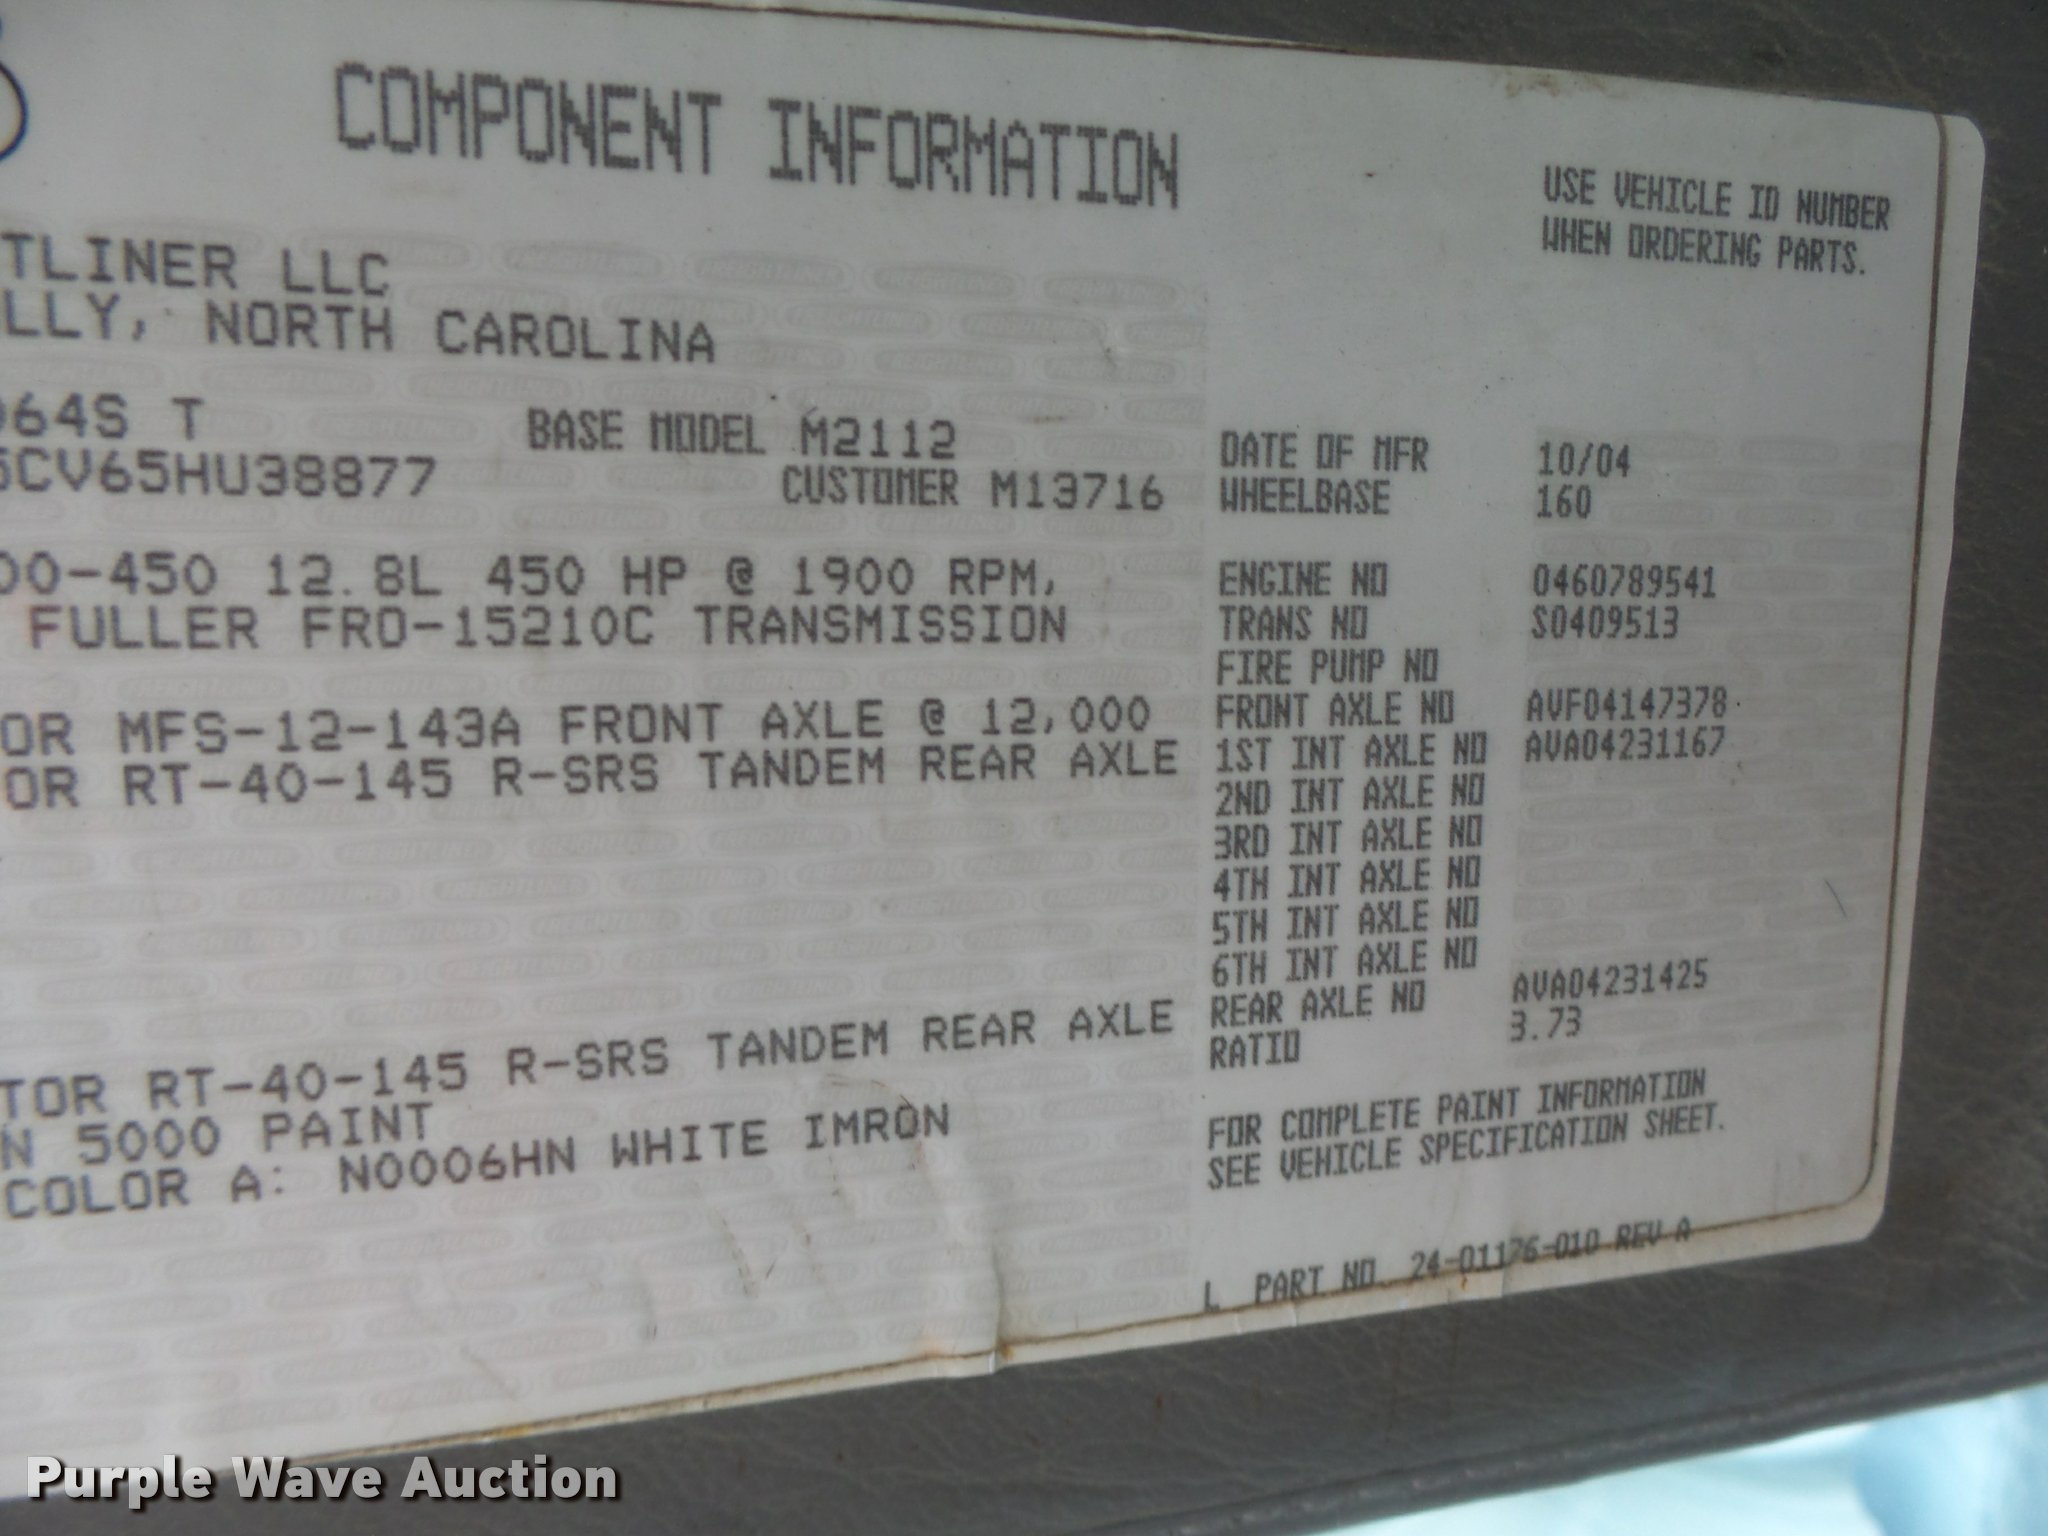 COMPONENT INFORMATION
USE VEHICLE ID NUMBER
WHEN ORDERING PARTS.
TLINER LLC
LLY, NORTH CAROLINA
064S T
BASE MODEL M2112
5CV65HU38877
CUSTOMER M13716
DATE OF MFR 10/04
WHEELBASE 160
00-450 12.8L 450 HP @ 1900 RPM,
FULLER FRO-15210C TRANSMISSION
OR MFS-12-143A FRONT AXLE @ 12,000
OR RT-40-145 R-SRS TANDEM REAR AXLE
ENGINE NO 0460789541
TRANS NO S0409513
FIRE PUMP NO
FRONT AXLE NO AVF04147378
1ST INT AXLE NO AVA04231167
2ND INT AXLE NO
3RD INT AXLE NO
4TH INT AXLE NO
5TH INT AXLE NO
6TH INT AXLE NO
REAR AXLE NO AVA04231425
RATIO 3.73
TOR RT-40-145 R-SRS TANDEM REAR AXLE
N 5000 PAINT
COLOR A: N0006HN WHITE IMRON
FOR COMPLETE PAINT INFORMATION
SEE VEHICLE SPECIFICATION SHEET.
L PART NO. 24-01176-010 REV A
Purple Wave Auction